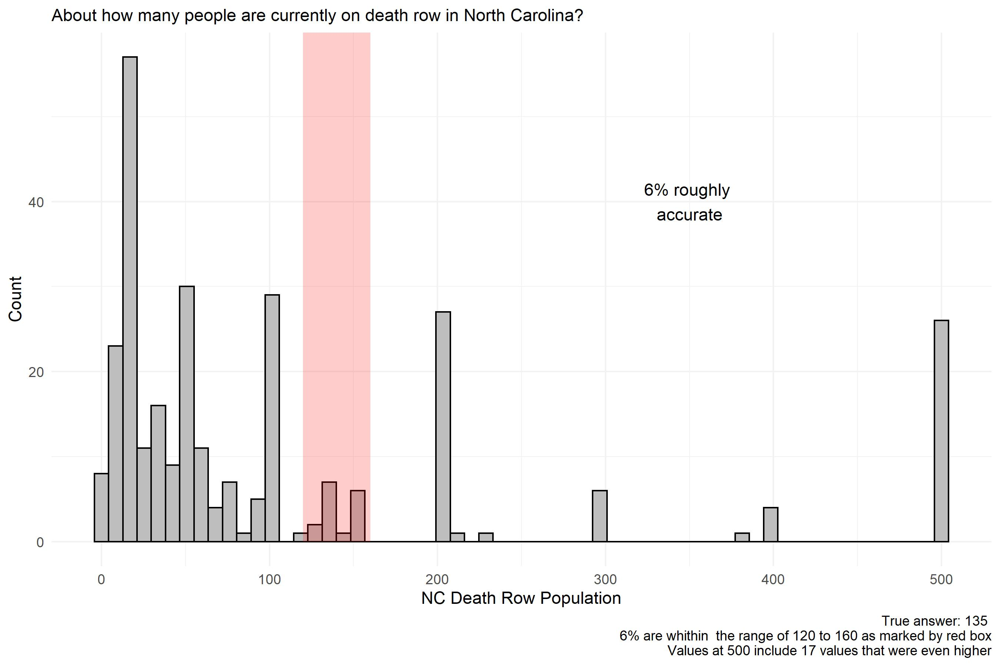 About how many people are currently on death row in North Carolina?
6% roughly
accurate
40
20
0
Count
0 100 200 300 400 500
NC Death Row Population
True answer: 135
6% are whithin  the range of 120 to 160 as marked by red box
Values at 500 include 17 values that were even higher